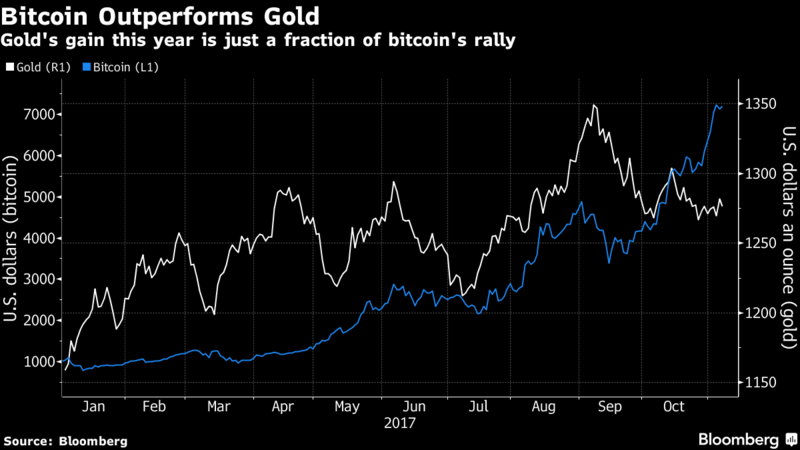 Bitcoin Outperforms Gold
Gold's gain this year is just a fraction of bitcoin's rally
Gold (R1) Bitcoin (L1)
U.S. dollars (bitcoin)
7000
6000
5000
4000
3000
2000
1000
1350
1300
1250
1200
1150
U.S. dollars an ounce (gold)
Jan Feb Mar Apr May Jun Jul Aug Sep Oct
2017
Source: Bloomberg
Bloomberg